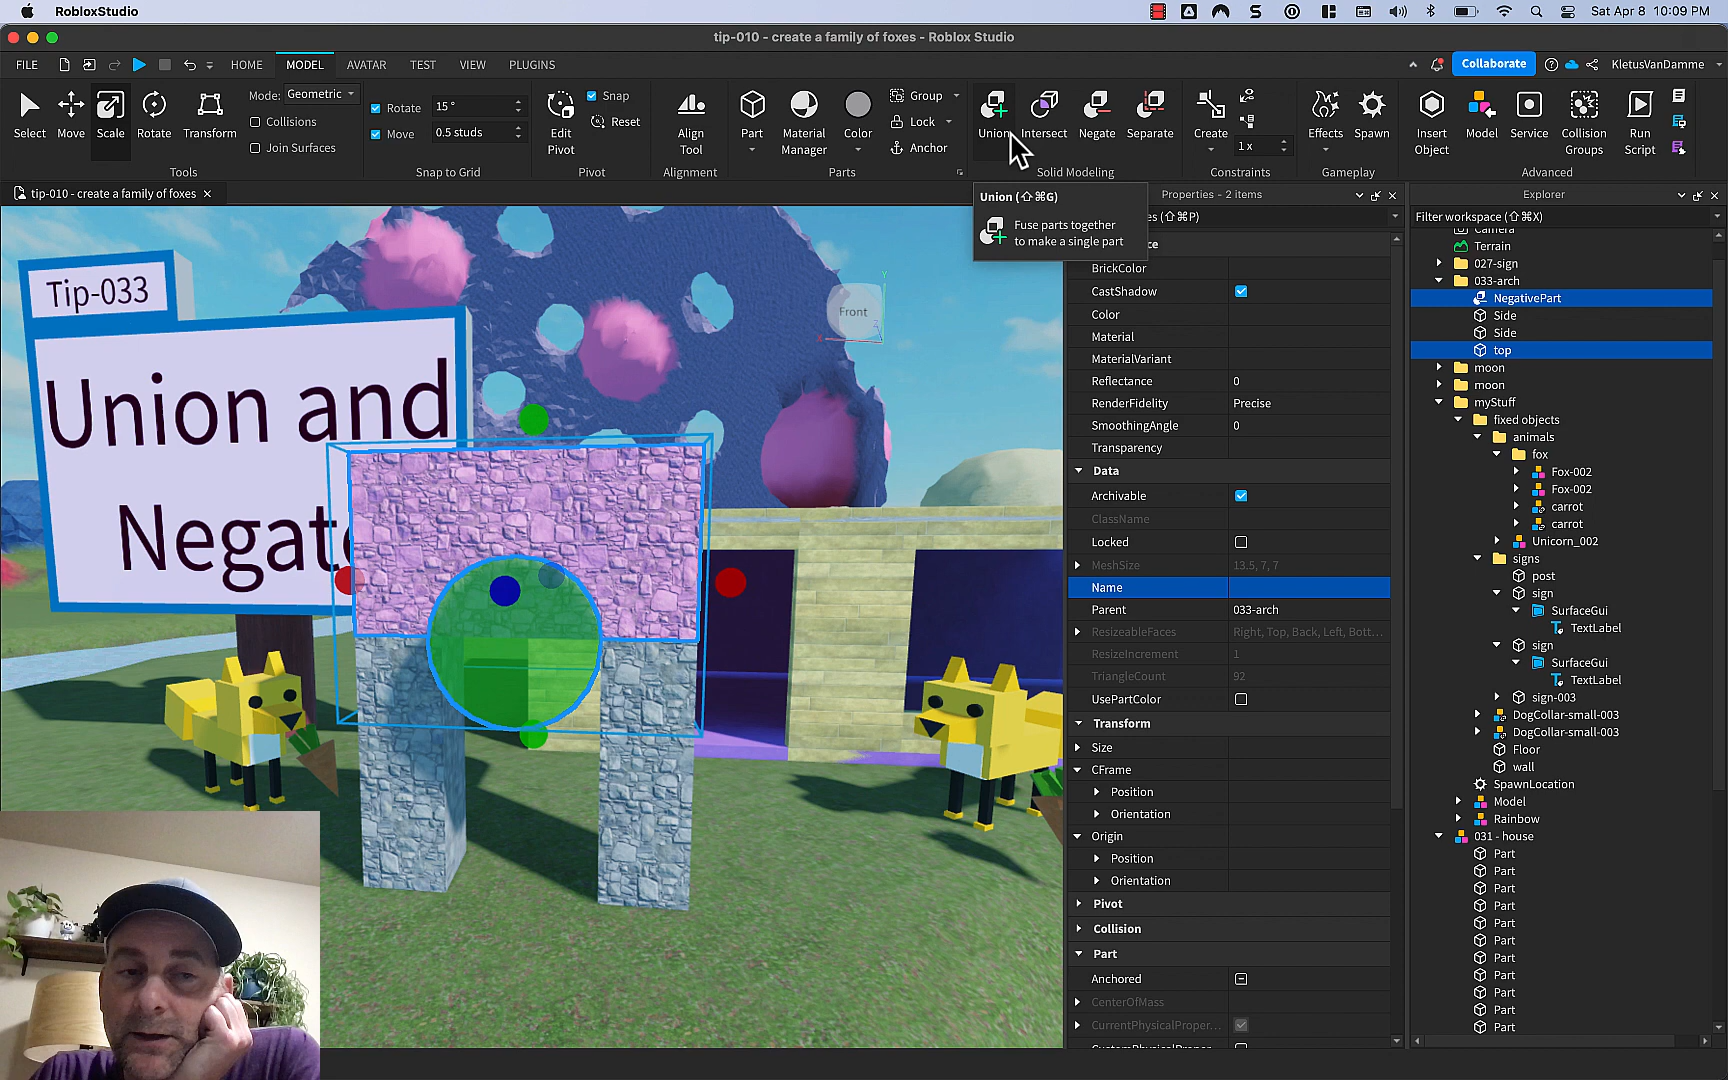 RobloxStudio
Sat Apr 8 10:09 PM
tip-010 - create a family of foxes - Roblox Studio
FILE
HOME
MODEL
AVATAR
TEST
VIEW
PLUGINS
Collaborate
KletusVanDamme
Select
Move
Scale
Rotate
Transform
Mode: Geometric
Collisions
Join Surfaces
Tools
Rotate 15 °
Move 0.5 studs
Snap to Grid
Edit
Pivot
Snap
Reset
Pivot
Align
Tool
Alignment
Part
Material
Manager
Color
Group
Lock
Anchor
Parts
Union
Intersect
Negate
Separate
Solid Modeling
Create
1 x
Constraints
Effects
Spawn
Gameplay
Insert
Object
Model
Service
Collision
Groups
Run
Script
Advanced
tip-010 - create a family of foxes
Union (⇧⌘G)
Fuse parts together
to make a single part
Tip-033
Union and
Negate
Front
Y
X
Z
Properties - 2 items
es (⇧⌘P)
ce
BrickColor
CastShadow
Color
Material
MaterialVariant
Reflectance 0
RenderFidelity Precise
SmoothingAngle 0
Transparency
Data
Archivable
ClassName
Locked
MeshSize 13.5, 7, 7
Name
Parent 033-arch
ResizeableFaces Right, Top, Back, Left, Bott...
ResizeIncrement 1
TriangleCount 92
UsePartColor
Transform
Size
CFrame
Position
Orientation
Origin
Position
Orientation
Pivot
Collision
Part
Anchored
CenterOfMass
CurrentPhysicalProper...
CustomPhysicalProper
Explorer
Filter workspace (⇧⌘X)
Camera
Terrain
027-sign
033-arch
NegativePart
Side
Side
top
moon
moon
myStuff
fixed objects
animals
fox
Fox-002
Fox-002
carrot
carrot
Unicorn_002
signs
post
sign
SurfaceGui
TextLabel
sign
SurfaceGui
TextLabel
sign-003
DogCollar-small-003
DogCollar-small-003
Floor
wall
SpawnLocation
Model
Rainbow
031 - house
Part
Part
Part
Part
Part
Part
Part
Part
Part
Part
Part